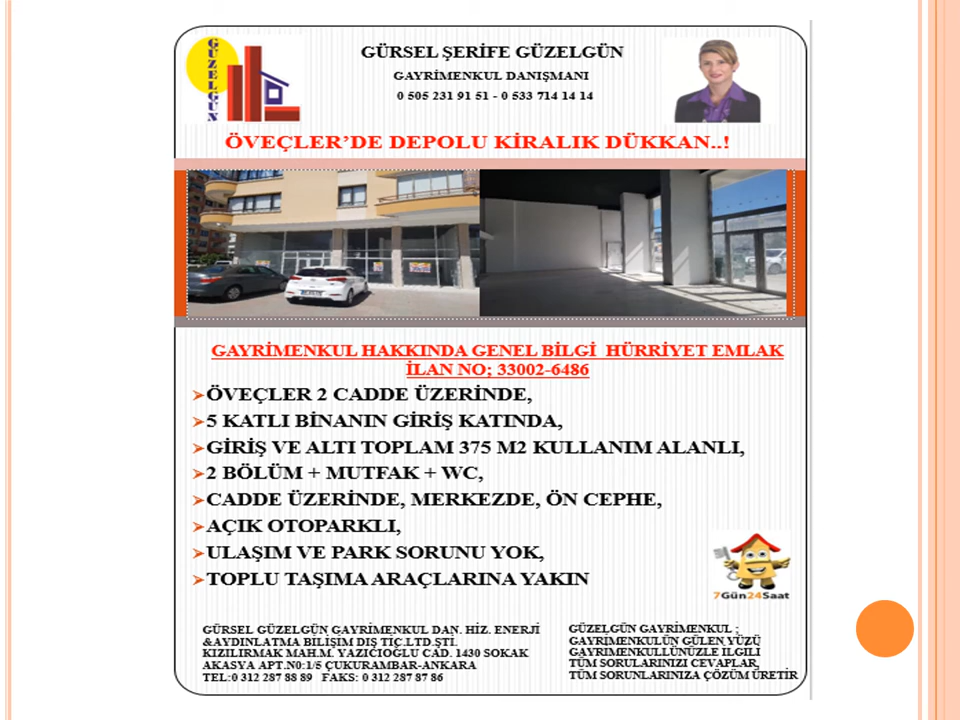 GÜZELGÜN
GÜRSEL ŞERİFE GÜZELGÜN
GAYRİMENKUL DANIŞMANI
0 505 231 91 51 - 0 533 714 14 14
ÖVEÇLER’DE DEPOLU KİRALIK DÜKKAN..!
GAYRİMENKUL HAKKINDA GENEL BİLGİ HÜRRİYET EMLAK
İLAN NO; 33002-6486
ÖVEÇLER 2 CADDE ÜZERİNDE,
5 KATLI BİNANIN GİRİŞ KATINDA,
GİRİŞ VE ALTI TOPLAM 375 M2 KULLANIM ALANLI,
2 BÖLÜM + MUTFAK + WC,
CADDE ÜZERİNDE, MERKEZDE, ÖN CEPHE,
AÇIK OTOPARKLI,
ULAŞIM VE PARK SORUNU YOK,
TOPLU TAŞIMA ARAÇLARINA YAKIN
7Gün24Saat
GÜRSEL GÜZELGÜN GAYRİMENKUL DAN. HİZ. ENERJİ
&AYDINLATMA BİLİŞİM DIŞ TİC.LTD ŞTİ.
KIZILIRMAK MAH.M. YAZICIOĞLU CAD. 1430 SOKAK
AKASYA APT.N0:1/5 ÇUKURAMBAR-ANKARA
TEL:0 312 287 88 89 FAKS: 0 312 287 87 86
GÜZELGÜN GAYRİMENKUL ;
GAYRİMENKULÜN GÜLEN YÜZÜ
GAYRIMENKULLÜNÜZLE ILGILI
TÜM SORULARINIZI CEVAPLAR,
TÜM SORUNLARINIZA ÇÖZÜM ÜRETİR